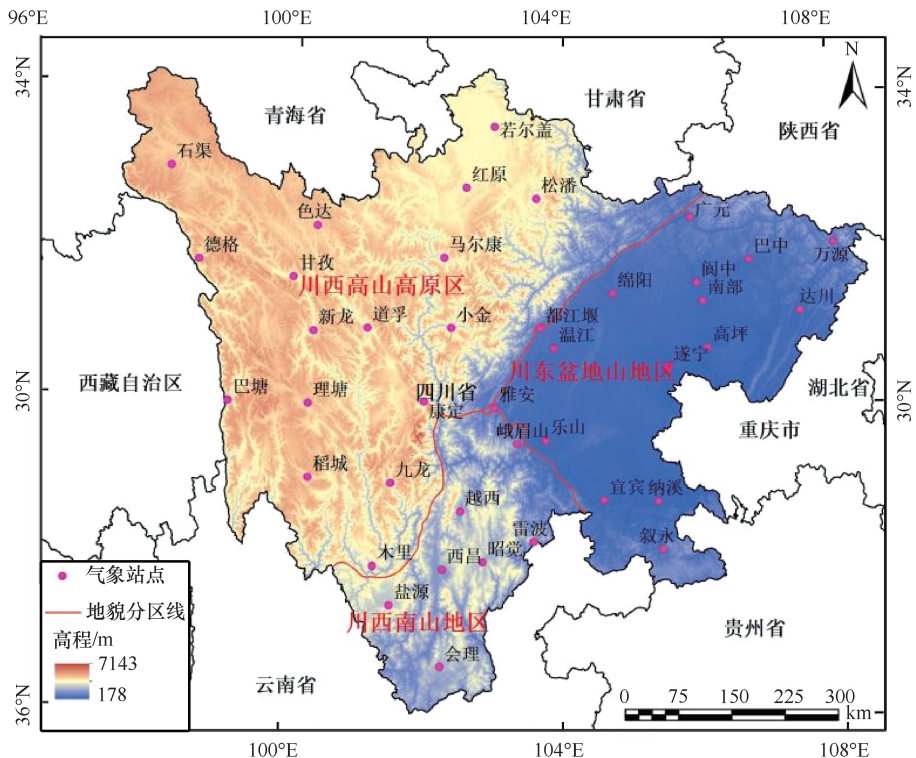 96°E 100°E 104°E 108°E
N
34°N 34°N
甘肃省
青海省
陕西省
若尔盖
石渠
红原
松潘
色达
广元
德格
马尔康
巴中
万源
甘孜
阆中
川西高山高原区
绵阳
南部
达川
新龙
道孚
小金
都江堰
温江
高坪
遂宁
川东盆地山地区
西藏自治区
巴塘
理塘
四川省
湖北省
30°N 30°N
康定
雅安
重庆市
峨眉山
乐山
稻城
九龙
越西
宜宾
纳溪
雷波
叙永
木里
西昌
昭觉
气象站点
盐源
地貌分区线
川西南山地区
贵州省
高程/m
7143
178
会理
云南省
36°N 36°N
0 75 150 225 300
km
100°E 104°E 108°E